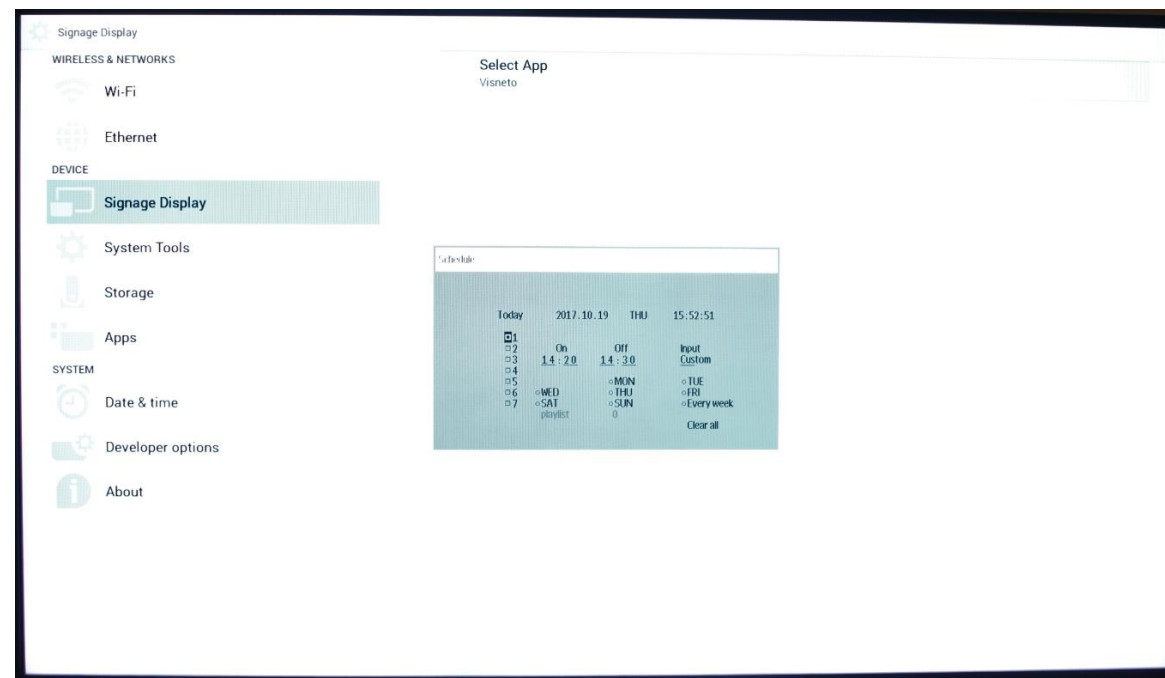 Signage Display
WIRELESS & NETWORKS
Wi-Fi
Ethernet
DEVICE
Signage Display
System Tools
Storage
Apps
SYSTEM
Date & time
Developer options
About
Select App
Visneto
Schedule
Today 2017.10.19 THU 15:52:51
1
2 On Off Input
3 14:20 14:30 Custom
4
5 MON TUE
6 WED THU FRI
7 SAT SUN Every week
playlist 0
Clear all